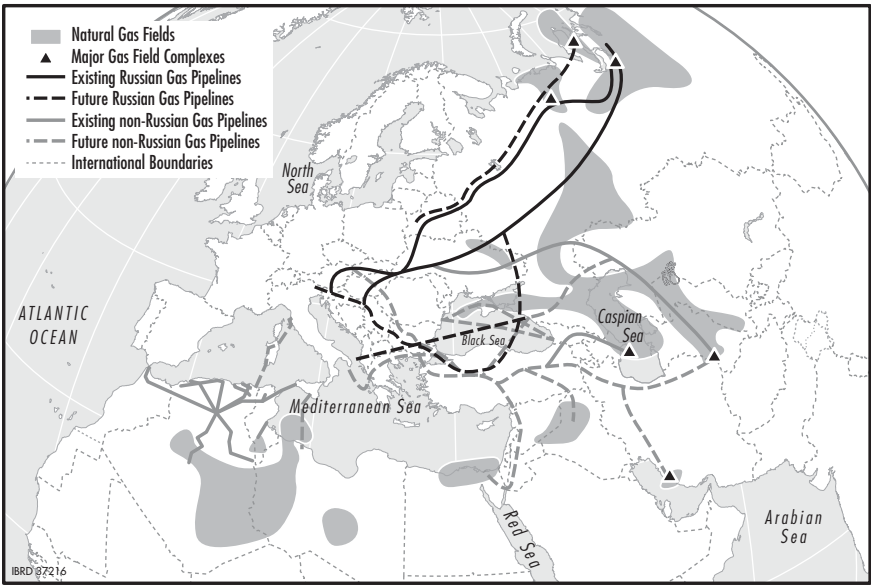 Natural Gas Fields
Major Gas Field Complexes
Existing Russian Gas Pipelines
Future Russian Gas Pipelines
Existing non-Russian Gas Pipelines
Future non-Russian Gas Pipelines
International Boundaries
North
Sea
ATLANTIC
OCEAN
Caspian
Sea
Black Sea
Mediterranean Sea
Red Sea
Arabian
Sea
IBRD 37216